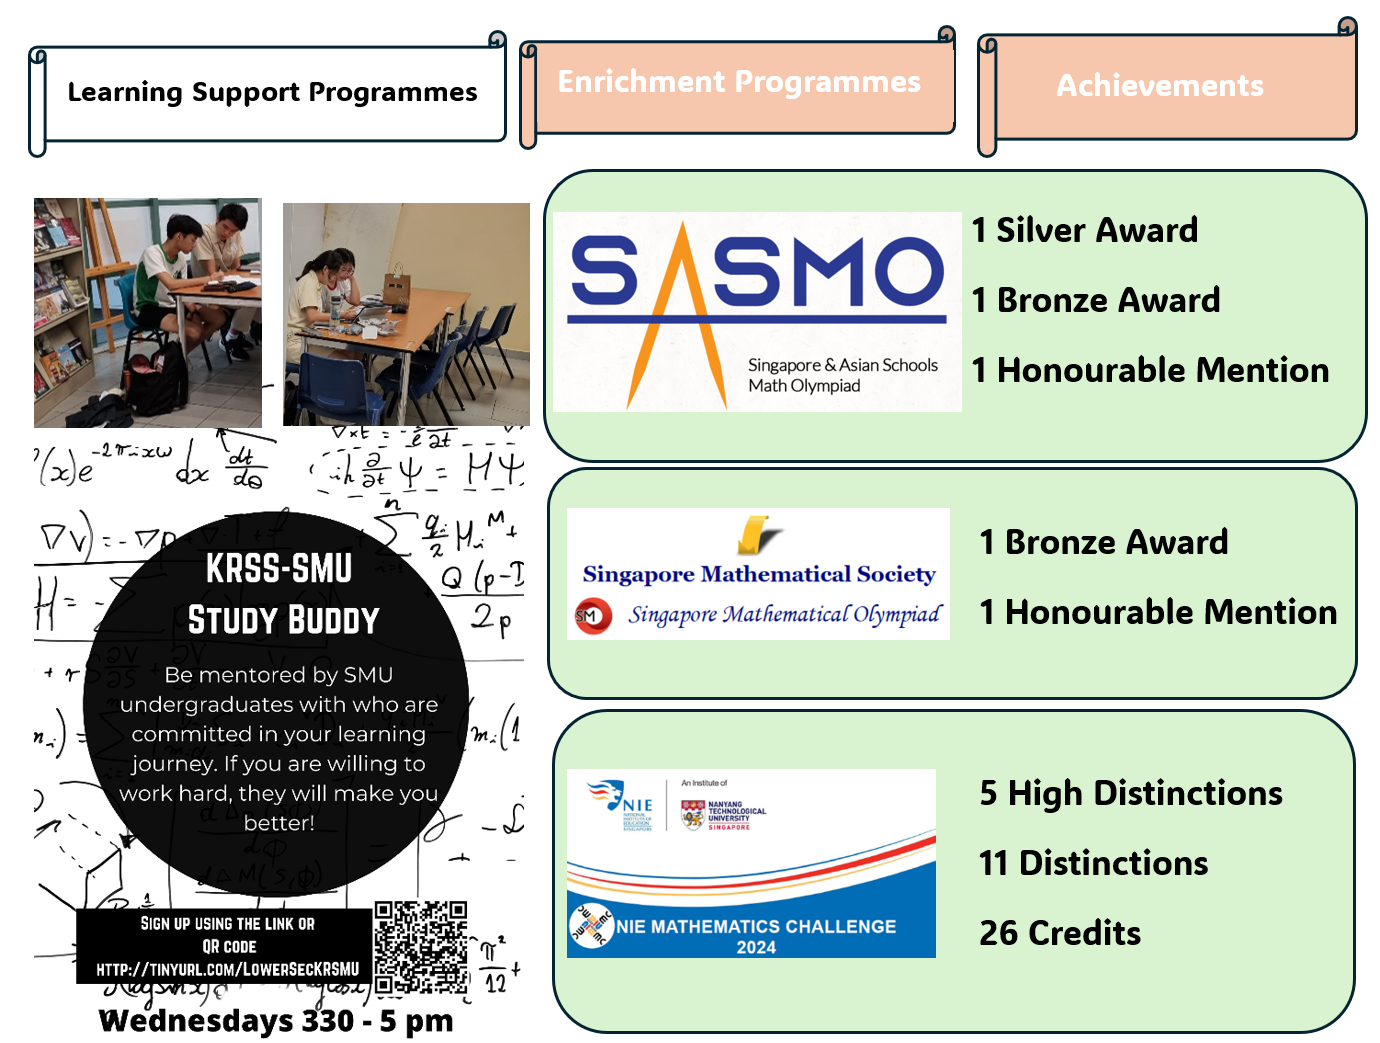 Learning Support Programmes
Enrichment Programmes
Achievements
SASMO
Singapore & Asian Schools
Math Olympiad
1 Silver Award
1 Bronze Award
1 Honourable Mention
KRSS-SMU
STUDY BUDDY
Be mentored by SMU
undergraduates with who are
committed in your learning
journey. If you are willing to
work hard, they will make you
better!
SIGN UP USING THE LINK OR
QR CODE
HTTP://TINYURL.COM/LOWERSECKRSMU
Wednesdays 330 - 5 pm
Singapore Mathematical Society
SM
Singapore Mathematical Olympiad
1 Bronze Award
1 Honourable Mention
NIE
NATIONAL
INSTITUTE OF
EDUCATION
SINGAPORE
An Institute of
NANYANG
TECHNOLOGICAL
UNIVERSITY
SINGAPORE
NIE MATHEMATICS CHALLENGE
2024
5 High Distinctions
11 Distinctions
26 Credits